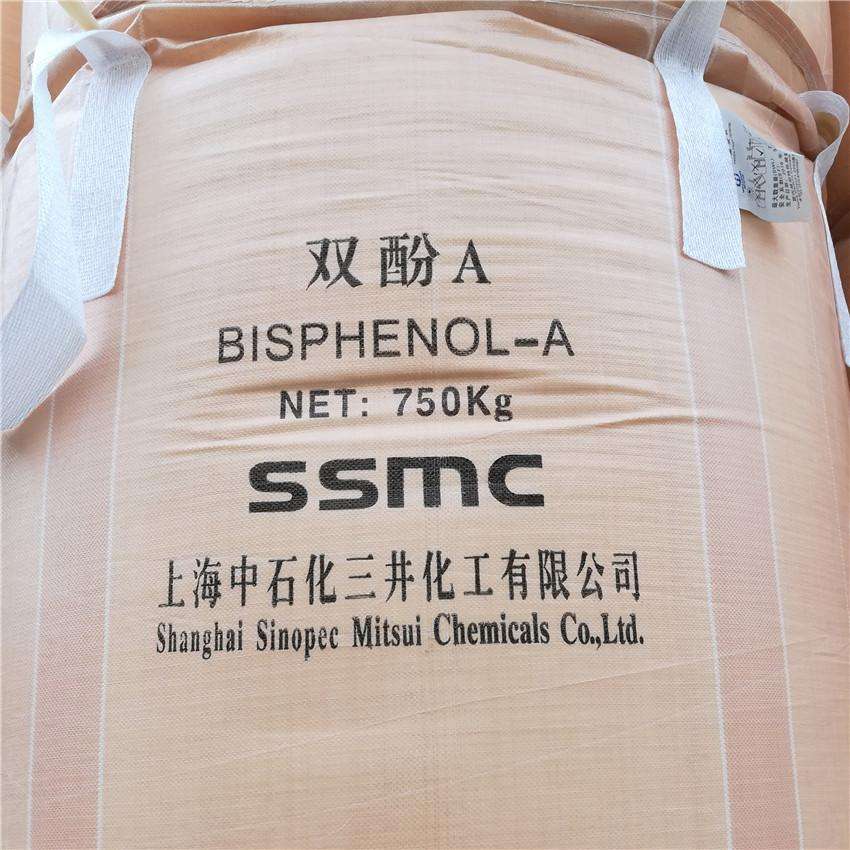 双酚A
BISPHENOL-A
NET: 750Kg
SSMC
上海中石化三井化工有限公司
Shanghai Sinopec Mitsui Chemicals Co.,Ltd.